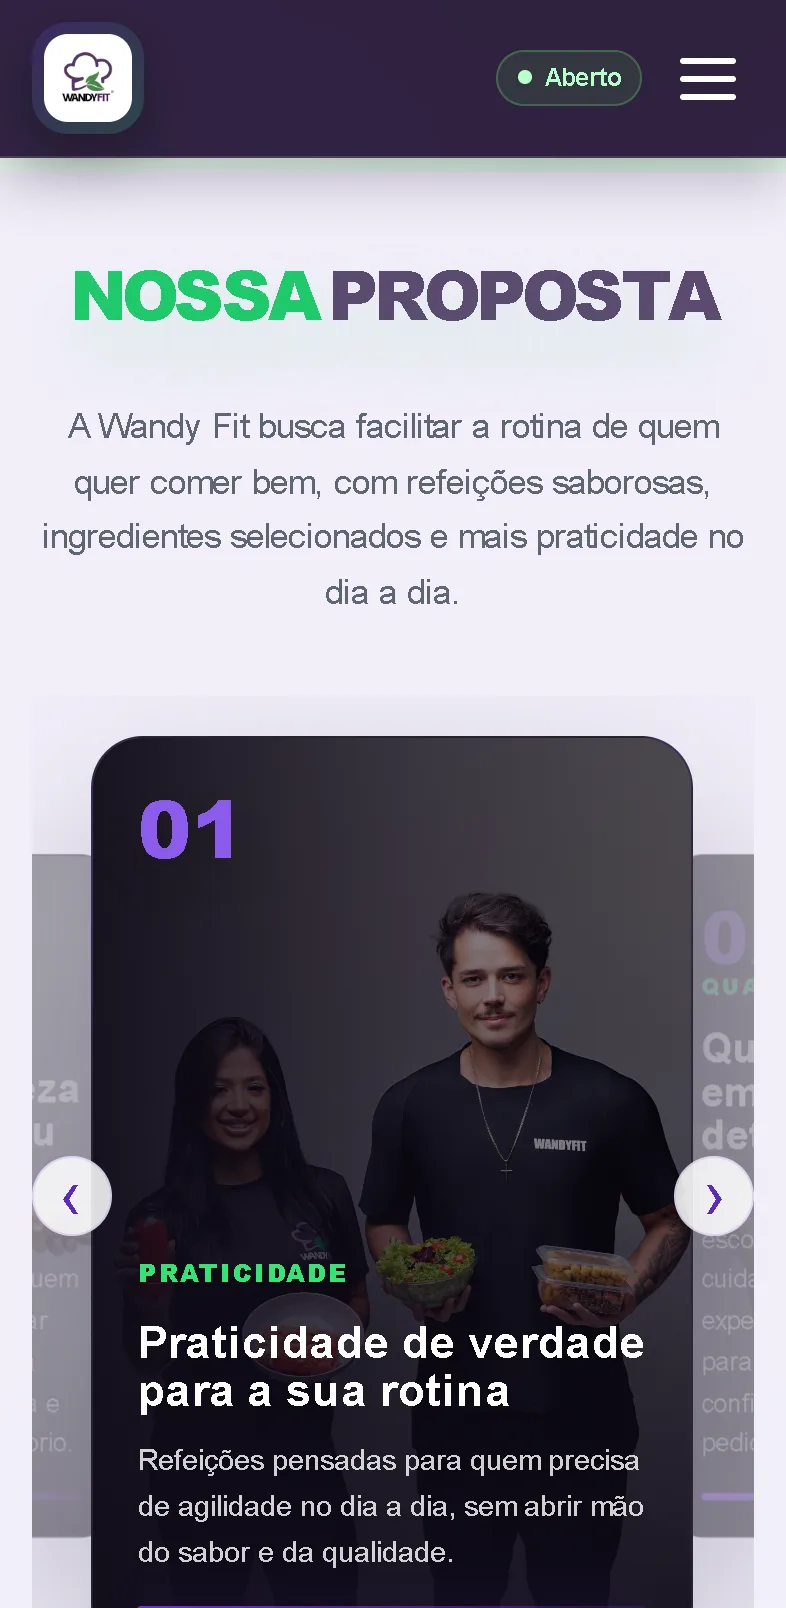 WANDYFIT
Aberto
NOSSA PROPOSTA
A Wandy Fit busca facilitar a rotina de quem
quer comer bem, com refeições saborosas,
ingredientes selecionados e mais praticidade no
dia a dia.
01
WANDYFIT
WANDYFIT
PRATICIDADE
Praticidade de verdade
para a sua rotina
Refeições pensadas para quem precisa
de agilidade no dia a dia, sem abrir mão
do sabor e da qualidade.